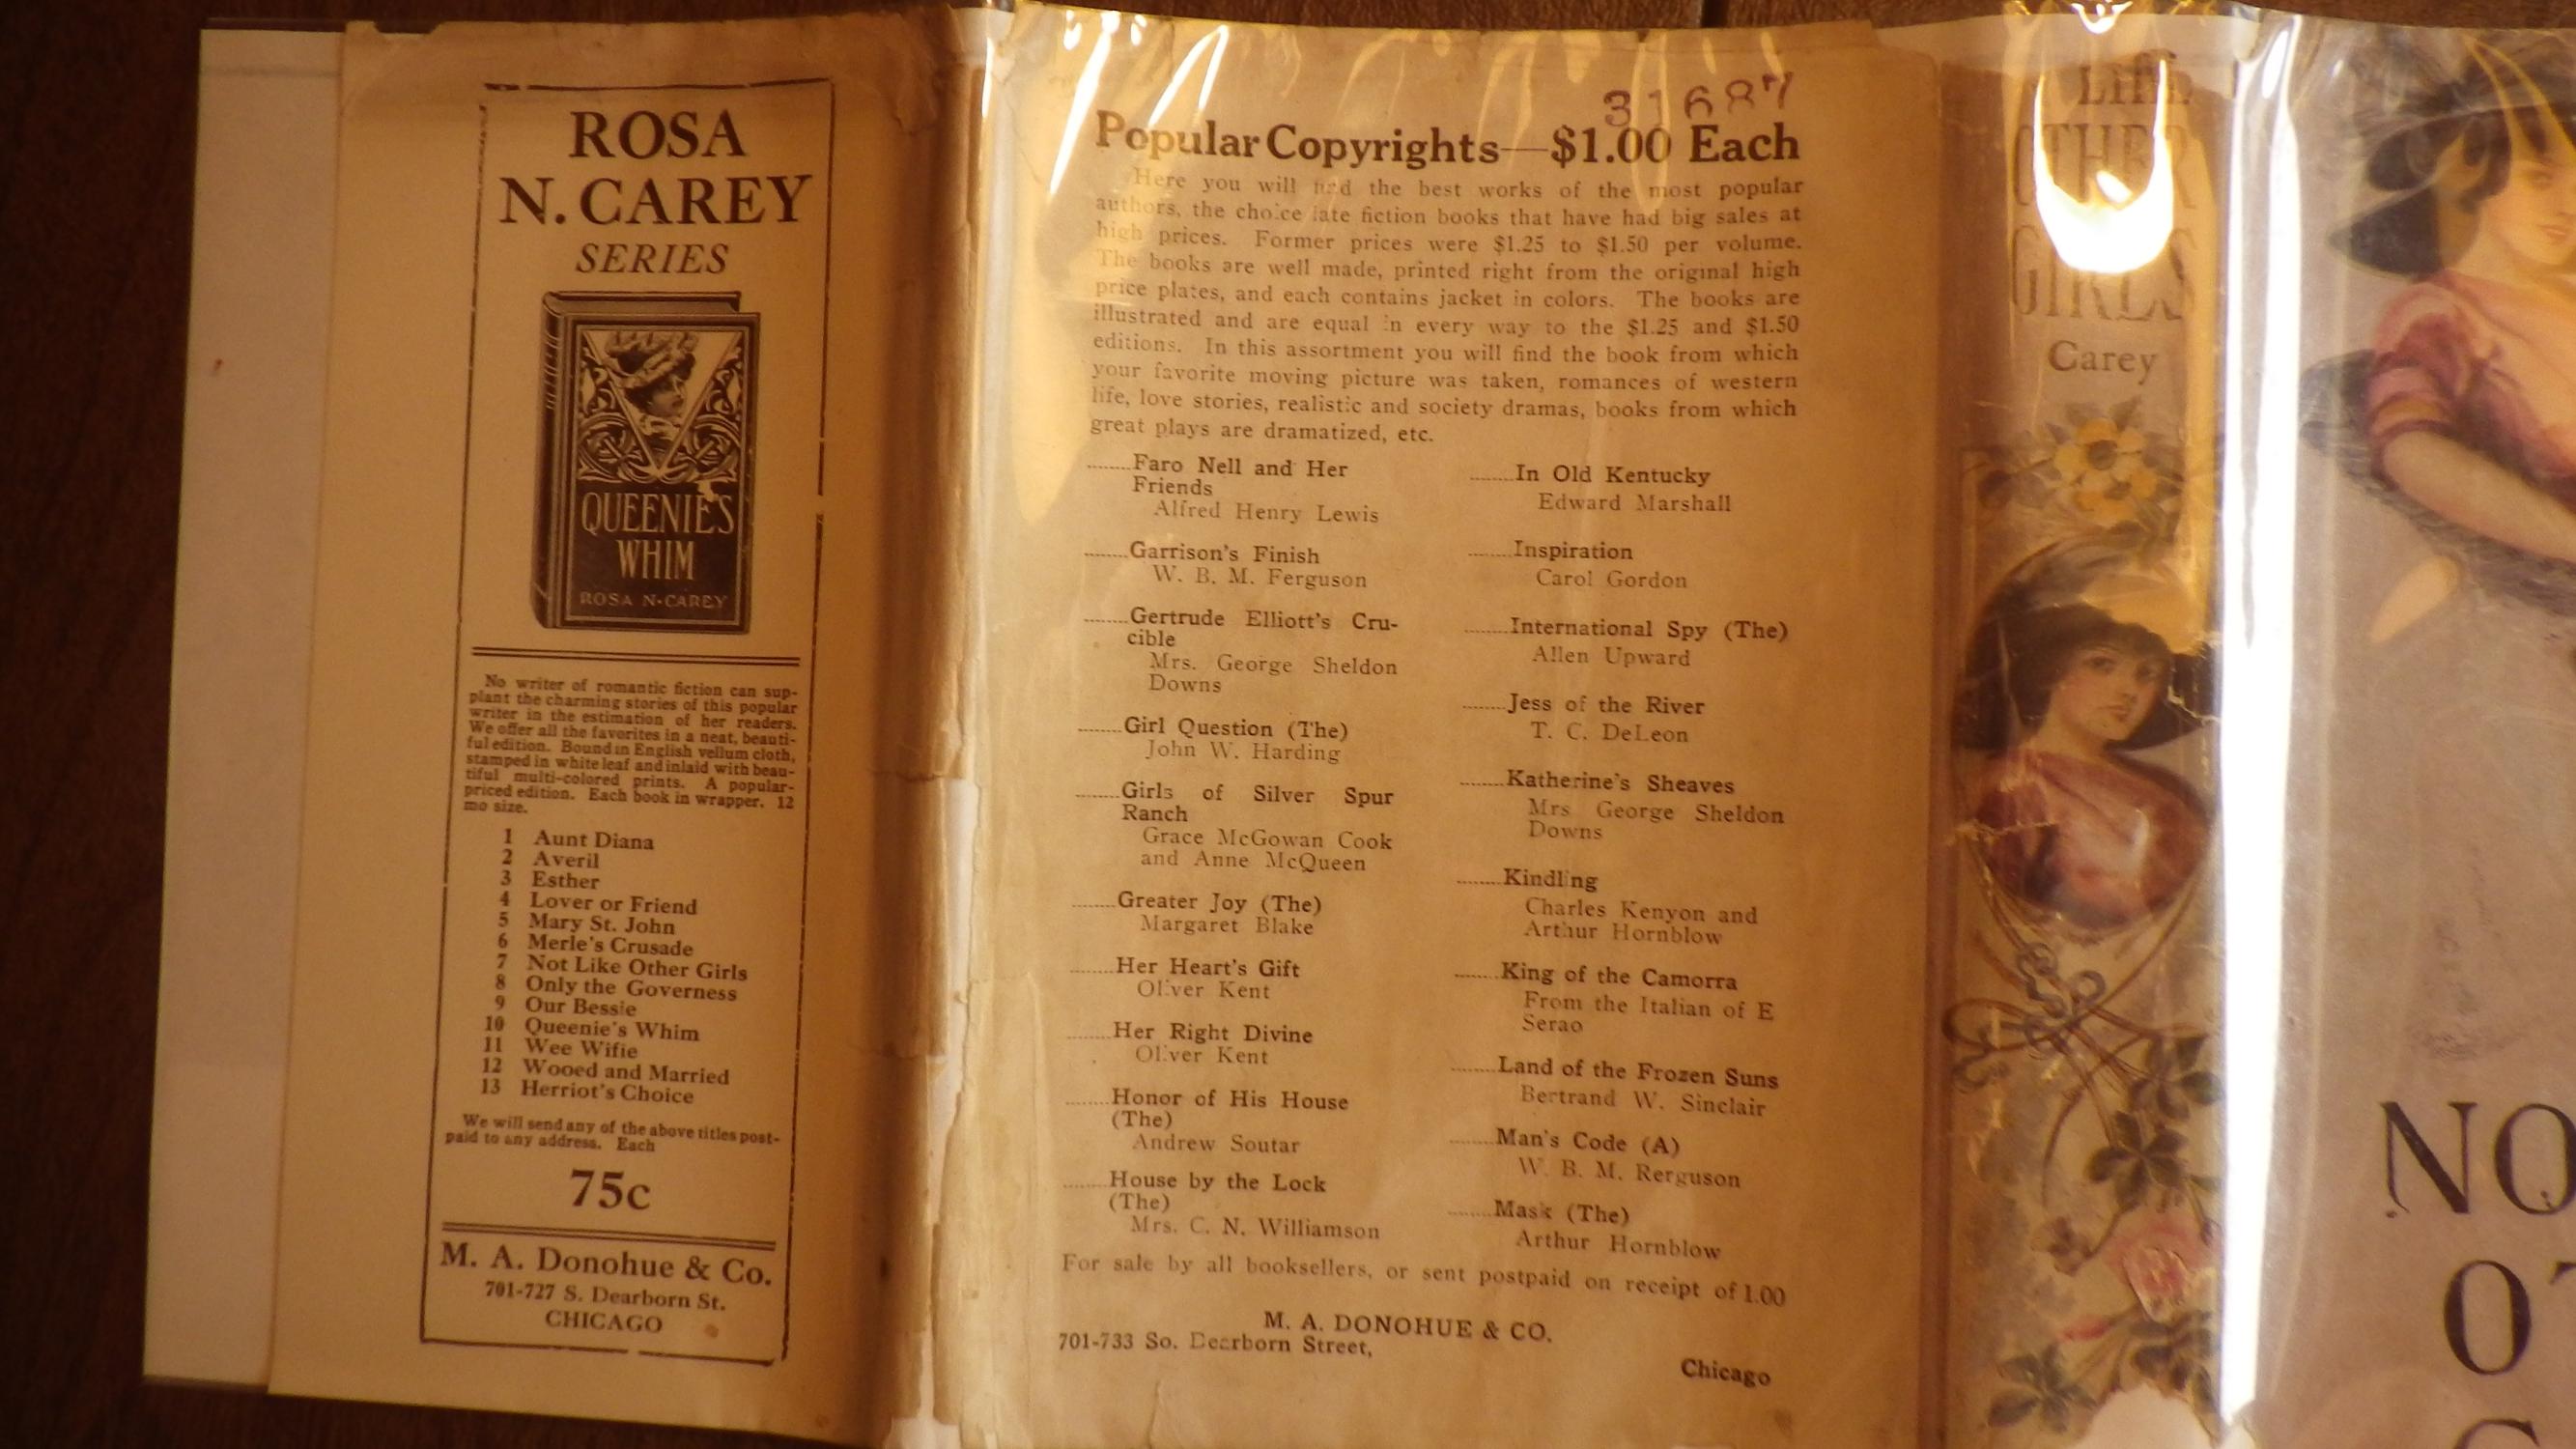 ROSA
N. CAREY
SERIES
QUEENIE'S
WHIM
ROSA N. CAREY
No writer of romantic fiction can sup-
plant the charming stories of this popular
writer in the estimation of her readers.
We offer all the favorites in a neat, beauti-
ful edition. Bound in English vellum cloth,
stamped in white leaf and inlaid with beau-
tiful multi-colored prints. A popular-
priced edition. Each book in wrapper. 12
mo size.
1 Aunt Diana
2 Averil
3 Esther
4 Lover or Friend
5 Mary St. John
6 Merle's Crusade
7 Not Like Other Girls
8 Only the Governess
9 Our Bessie
10 Queenie's Whim
11 Wee Wifie
12 Wooed and Married
13 Herriot's Choice
We will send any of the above titles post-
paid to any address. Each
75c
M. A. Donohue & Co.
701-727 S. Dearborn St.
CHICAGO
31687
Popular Copyrights—$1.00 Each
Here you will find the best works of the most popular
authors, the choice late fiction books that have had big sales at
high prices. Former prices were $1.25 to $1.50 per volume.
The books are well made, printed right from the original high
price plates, and each contains jacket in colors. The books are
illustrated and are equal in every way to the $1.25 and $1.50
editions. In this assortment you will find the book from which
your favorite moving picture was taken, romances of western
life, love stories, realistic and society dramas, books from which
great plays are dramatized, etc.
........Faro Nell and Her
Friends
Alfred Henry Lewis
........Garrison's Finish
W. B. M. Ferguson
........Gertrude Elliott's Cru-
cible
Mrs. George Sheldon
Downs
........Girl Question (The)
John W. Harding
........Girls of Silver Spur
Ranch
Grace McGowan Cook
and Anne McQueen
........Greater Joy (The)
Margaret Blake
........Her Heart's Gift
Oliver Kent
........Her Right Divine
Oliver Kent
........Honor of His House
(The)
Andrew Soutar
........House by the Lock
(The)
Mrs. C. N. Williamson
........In Old Kentucky
Edward Marshall
........Inspiration
Carol Gordon
........International Spy (The)
Allen Upward
........Jess of the River
T. C. DeLeon
........Katherine's Sheaves
Mrs George Sheldon
Downs
........Kindling
Charles Kenyon and
Arthur Hornblow
........King of the Camorra
From the Italian of E
Serao
........Land of the Frozen Suns
Bertrand W. Sinclair
........Man's Code (A)
W. B. M. Rerguson
........Mask (The)
Arthur Hornblow
For sale by all booksellers, or sent postpaid on receipt of 1.00
M. A. DONOHUE & CO.
701-733 So. Dearborn Street,
Chicago
LIKE
OTHER
GIRLS
Carey
NO
OT